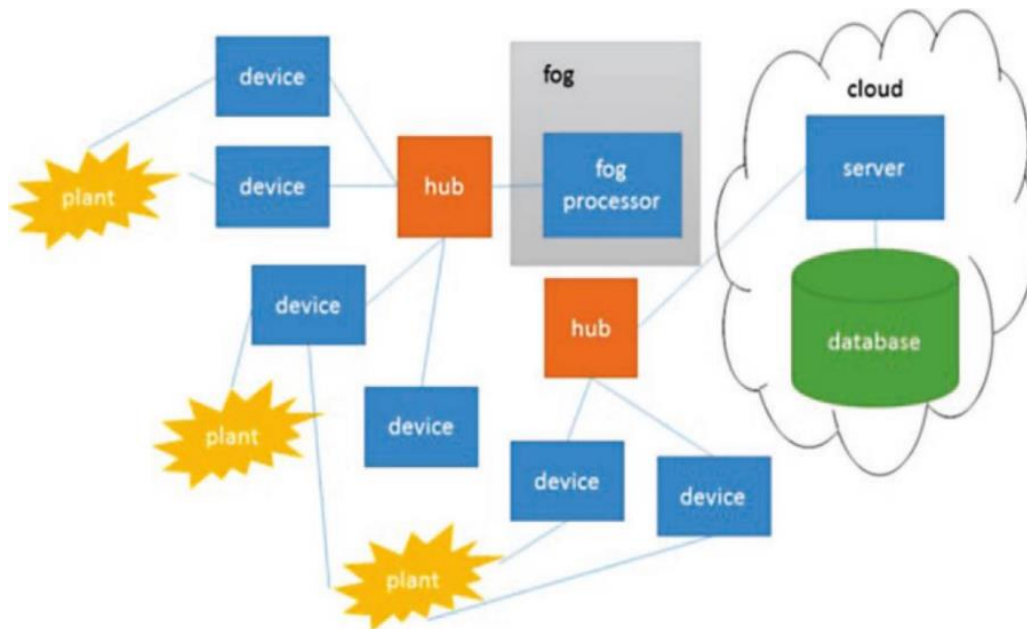 device
fog
cloud
plant
device
hub
fog
processor
server
device
hub
database
plant
device
device
device
plant